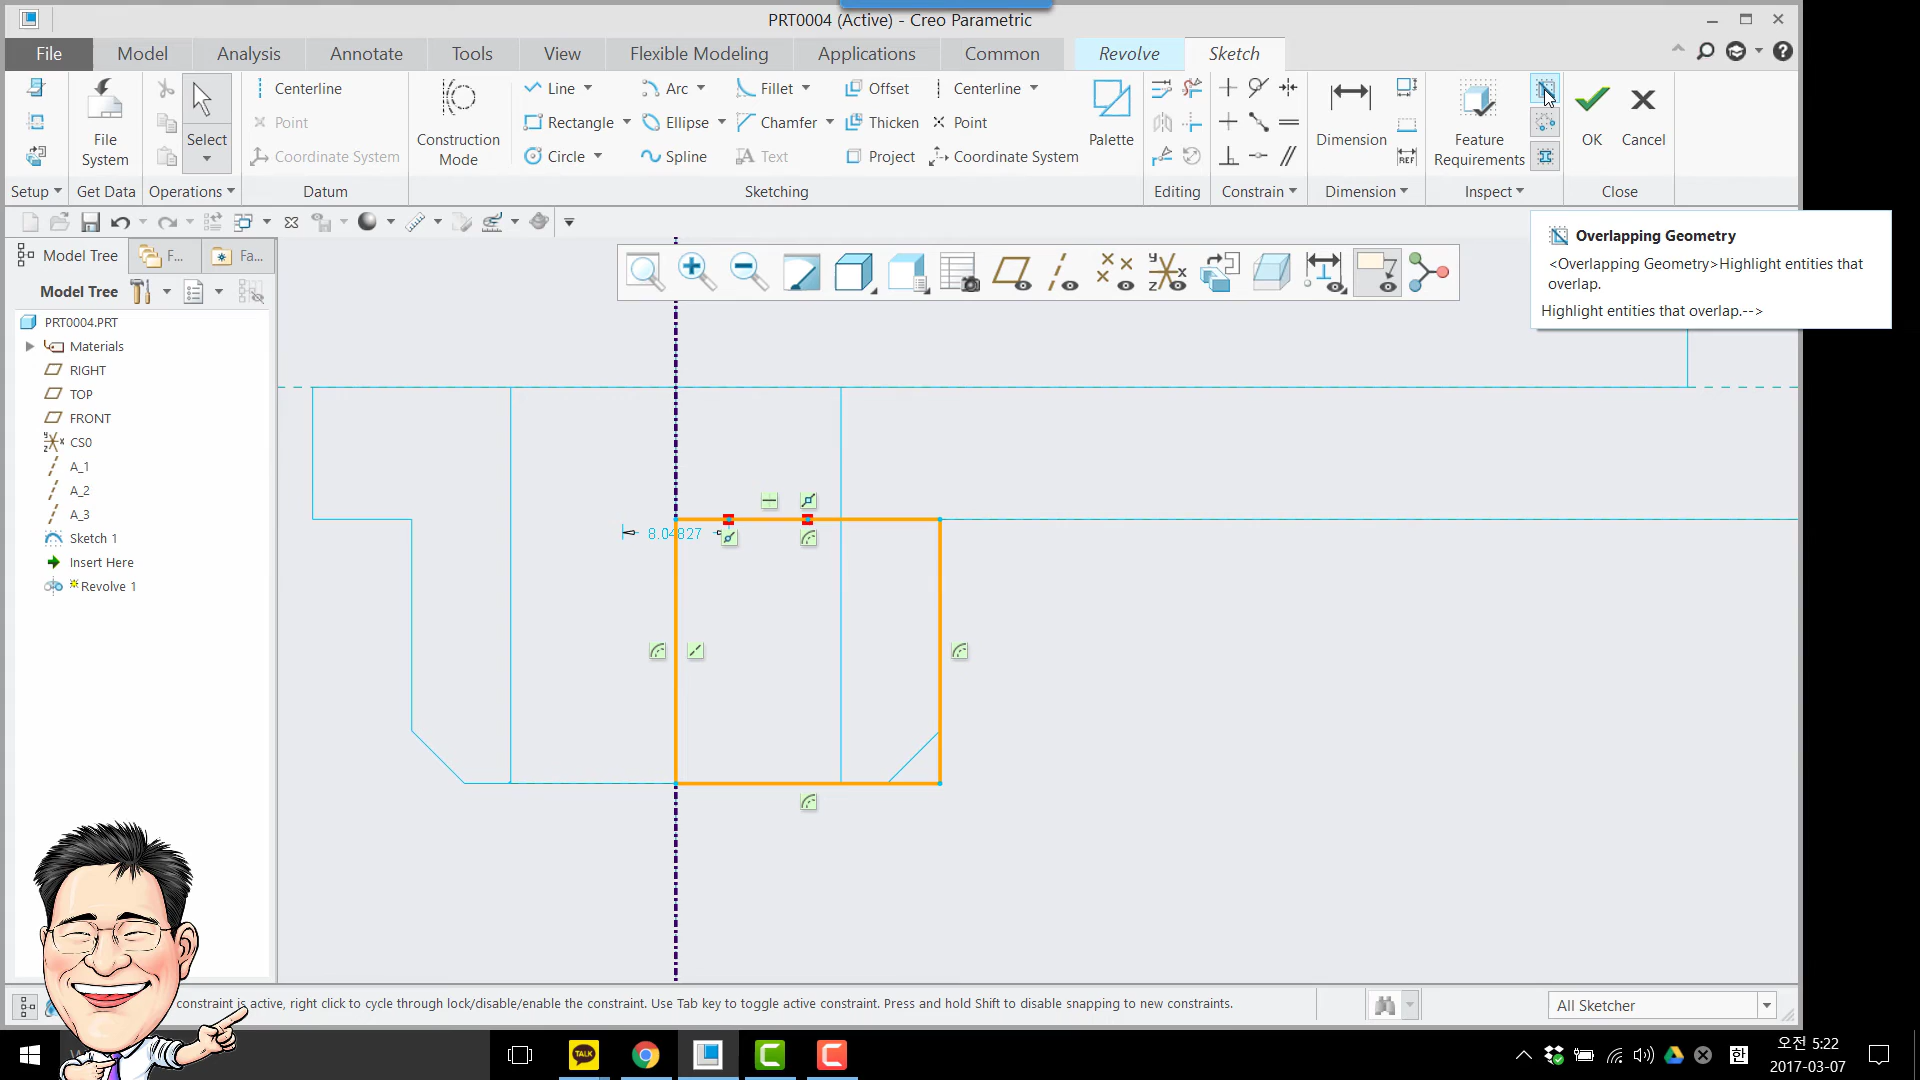 PRT0004 (Active) - Creo Parametric
File Model Analysis Annotate Tools View Flexible Modeling Applications Common Revolve Sketch
Centerline Line Arc Fillet Offset Centerline
Point Rectangle Ellipse Chamfer Thicken Point
Coordinate System Circle Spline Text Project Coordinate System
File System
Select
Construction Mode
Palette
Dimension
REF
Feature Requirements
OK Cancel
Setup Get Data Operations Datum Sketching Editing Constrain Dimension Inspect Close
Model Tree F... Fa...
Model Tree
PRT0004.PRT
Materials
RIGHT
TOP
FRONT
CS0
A_1
A_2
A_3
Sketch 1
Insert Here
Revolve 1
Overlapping Geometry
<Overlapping Geometry>Highlight entities that
overlap.
Highlight entities that overlap.-->
8.04827
constraint is active, right click to cycle through lock/disable/enable the constraint. Use Tab key to toggle active constraint. Press and hold Shift to disable snapping to new constraints.
All Sketcher
TALK
한
오전 5:22
2017-03-07